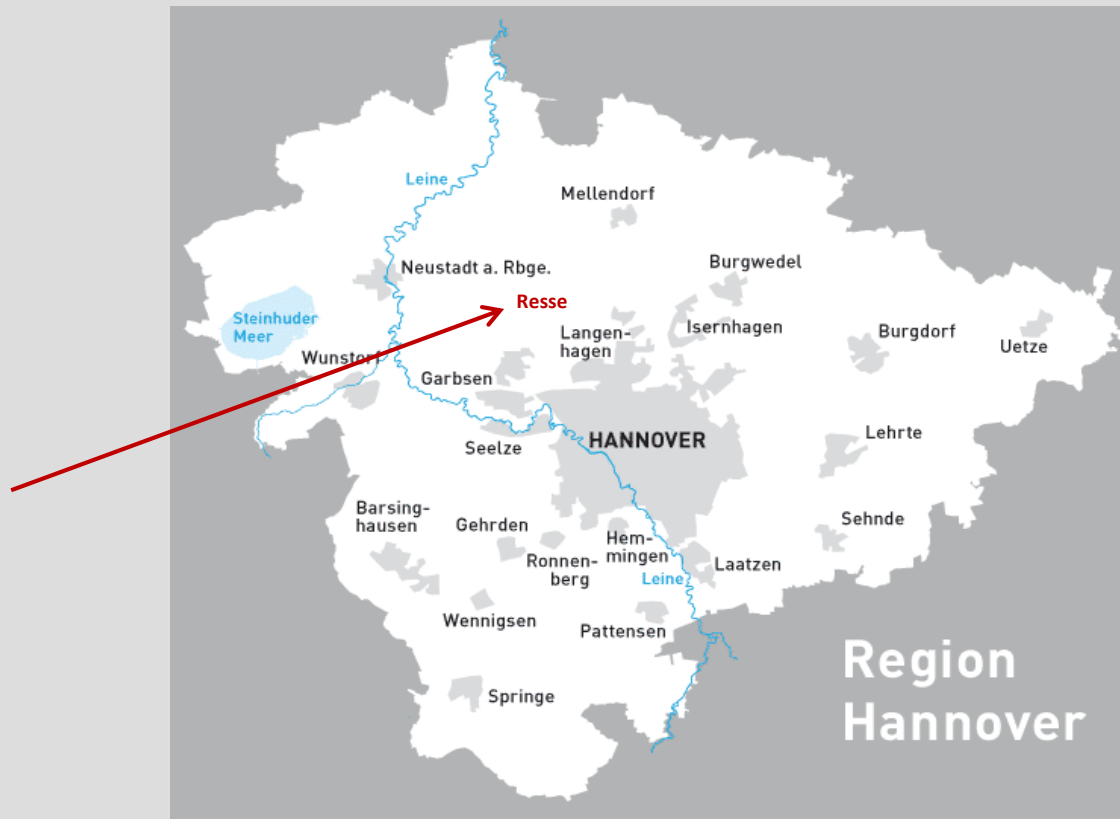 Leine
Mellendorf
Neustadt a. Rbge.
Burgwedel
Resse
Steinhuder
Meer
Langen-
hagen
Isernhagen
Burgdorf
Uetze
Wunstorf
Garbsen
Seelze
HANNOVER
Lehrte
Barsing-
hausen
Gehrden
Ronnen-
berg
Hem-
mingen
Sehnde
Laatzen
Leine
Wennigsen
Pattensen
Springe
Region
Hannover